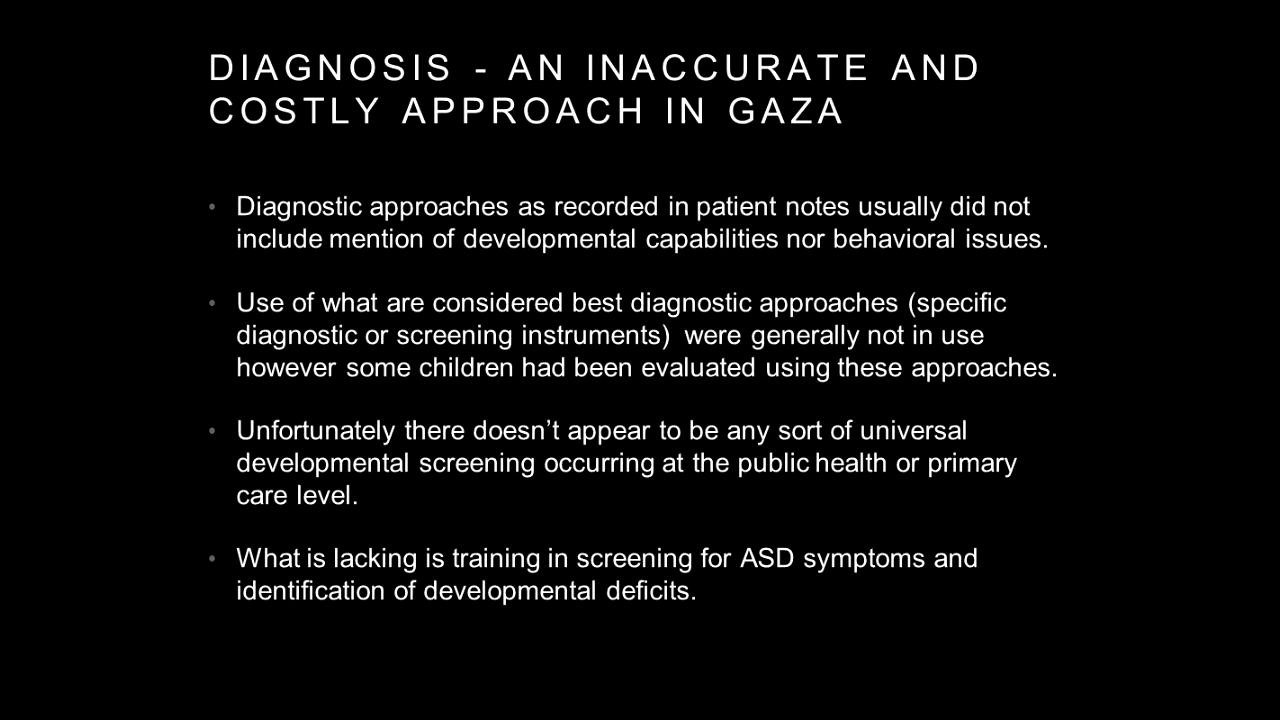 DIAGNOSIS - AN INACCURATE AND
COSTLY APPROACH IN GAZA
• Diagnostic approaches as recorded in patient notes usually did not
include mention of developmental capabilities nor behavioral issues.
• Use of what are considered best diagnostic approaches (specific
diagnostic or screening instruments)  were generally not in use
however some children had been evaluated using these approaches.
• Unfortunately there doesn’t appear to be any sort of universal
developmental screening occurring at the public health or primary
care level.
• What is lacking is training in screening for ASD symptoms and
identification of developmental deficits.